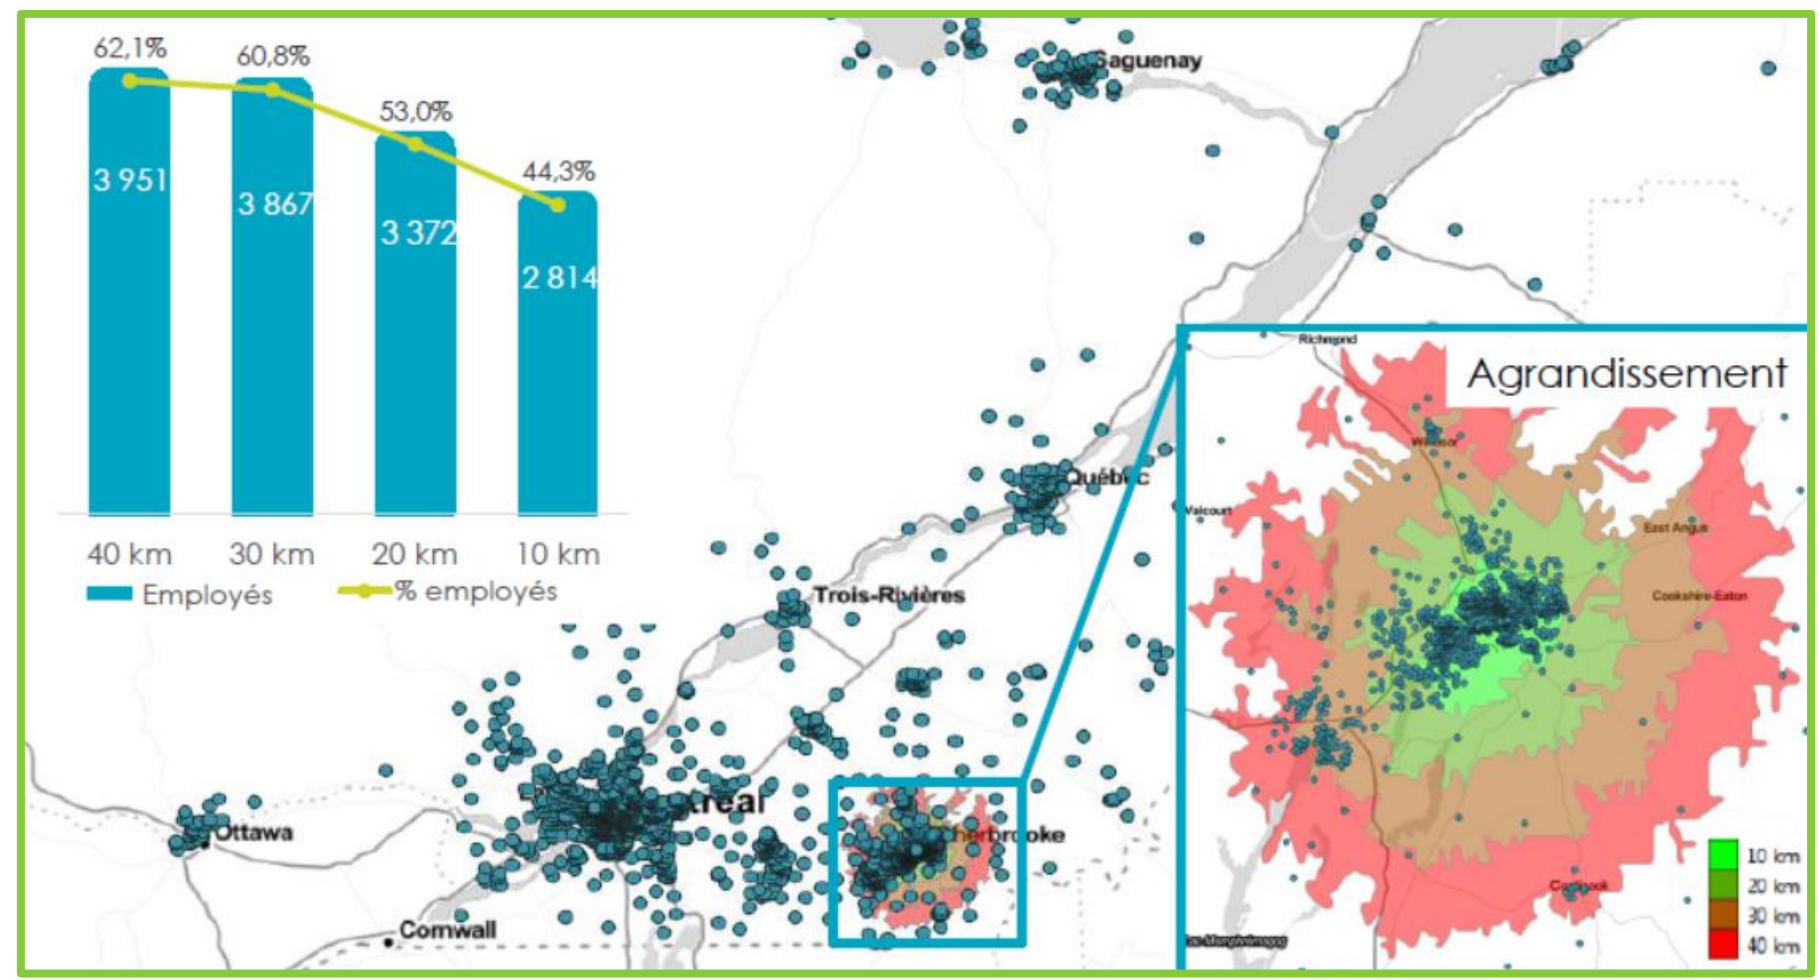 62,1%
60,8%
53,0%
44,3%
3 951
3 867
3 372
2 814
40 km
30 km
20 km
10 km
Employés
% employés
Saguenay
Québec
Trois-Rivières
Ottawa
Cornwall
Sherbrooke
Agrandissement
Richmond
Windsor
Valcourt
East Angus
Cookshire-Eaton
Coaticook
10 km
20 km
30 km
40 km